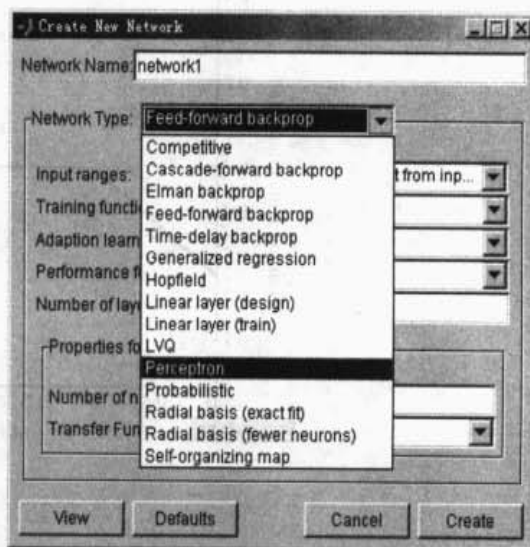 Create New Network
Network Name: network1
Network Type: Feed-forward backprop
Competitive
Cascade-forward backprop
Elman backprop
Feed-forward backprop
Time-delay backprop
Generalized regression
Hopfield
Linear layer (design)
Linear layer (train)
LVQ
Perceptron
Probabilistic
Radial basis (exact fit)
Radial basis (fewer neurons)
Self-organizing map
Input ranges:
t from inp...
Training functi
Adaption learn
Performance f
Number of lay
Properties fo
Number of n
Transfer Fun
View Defaults Cancel Create